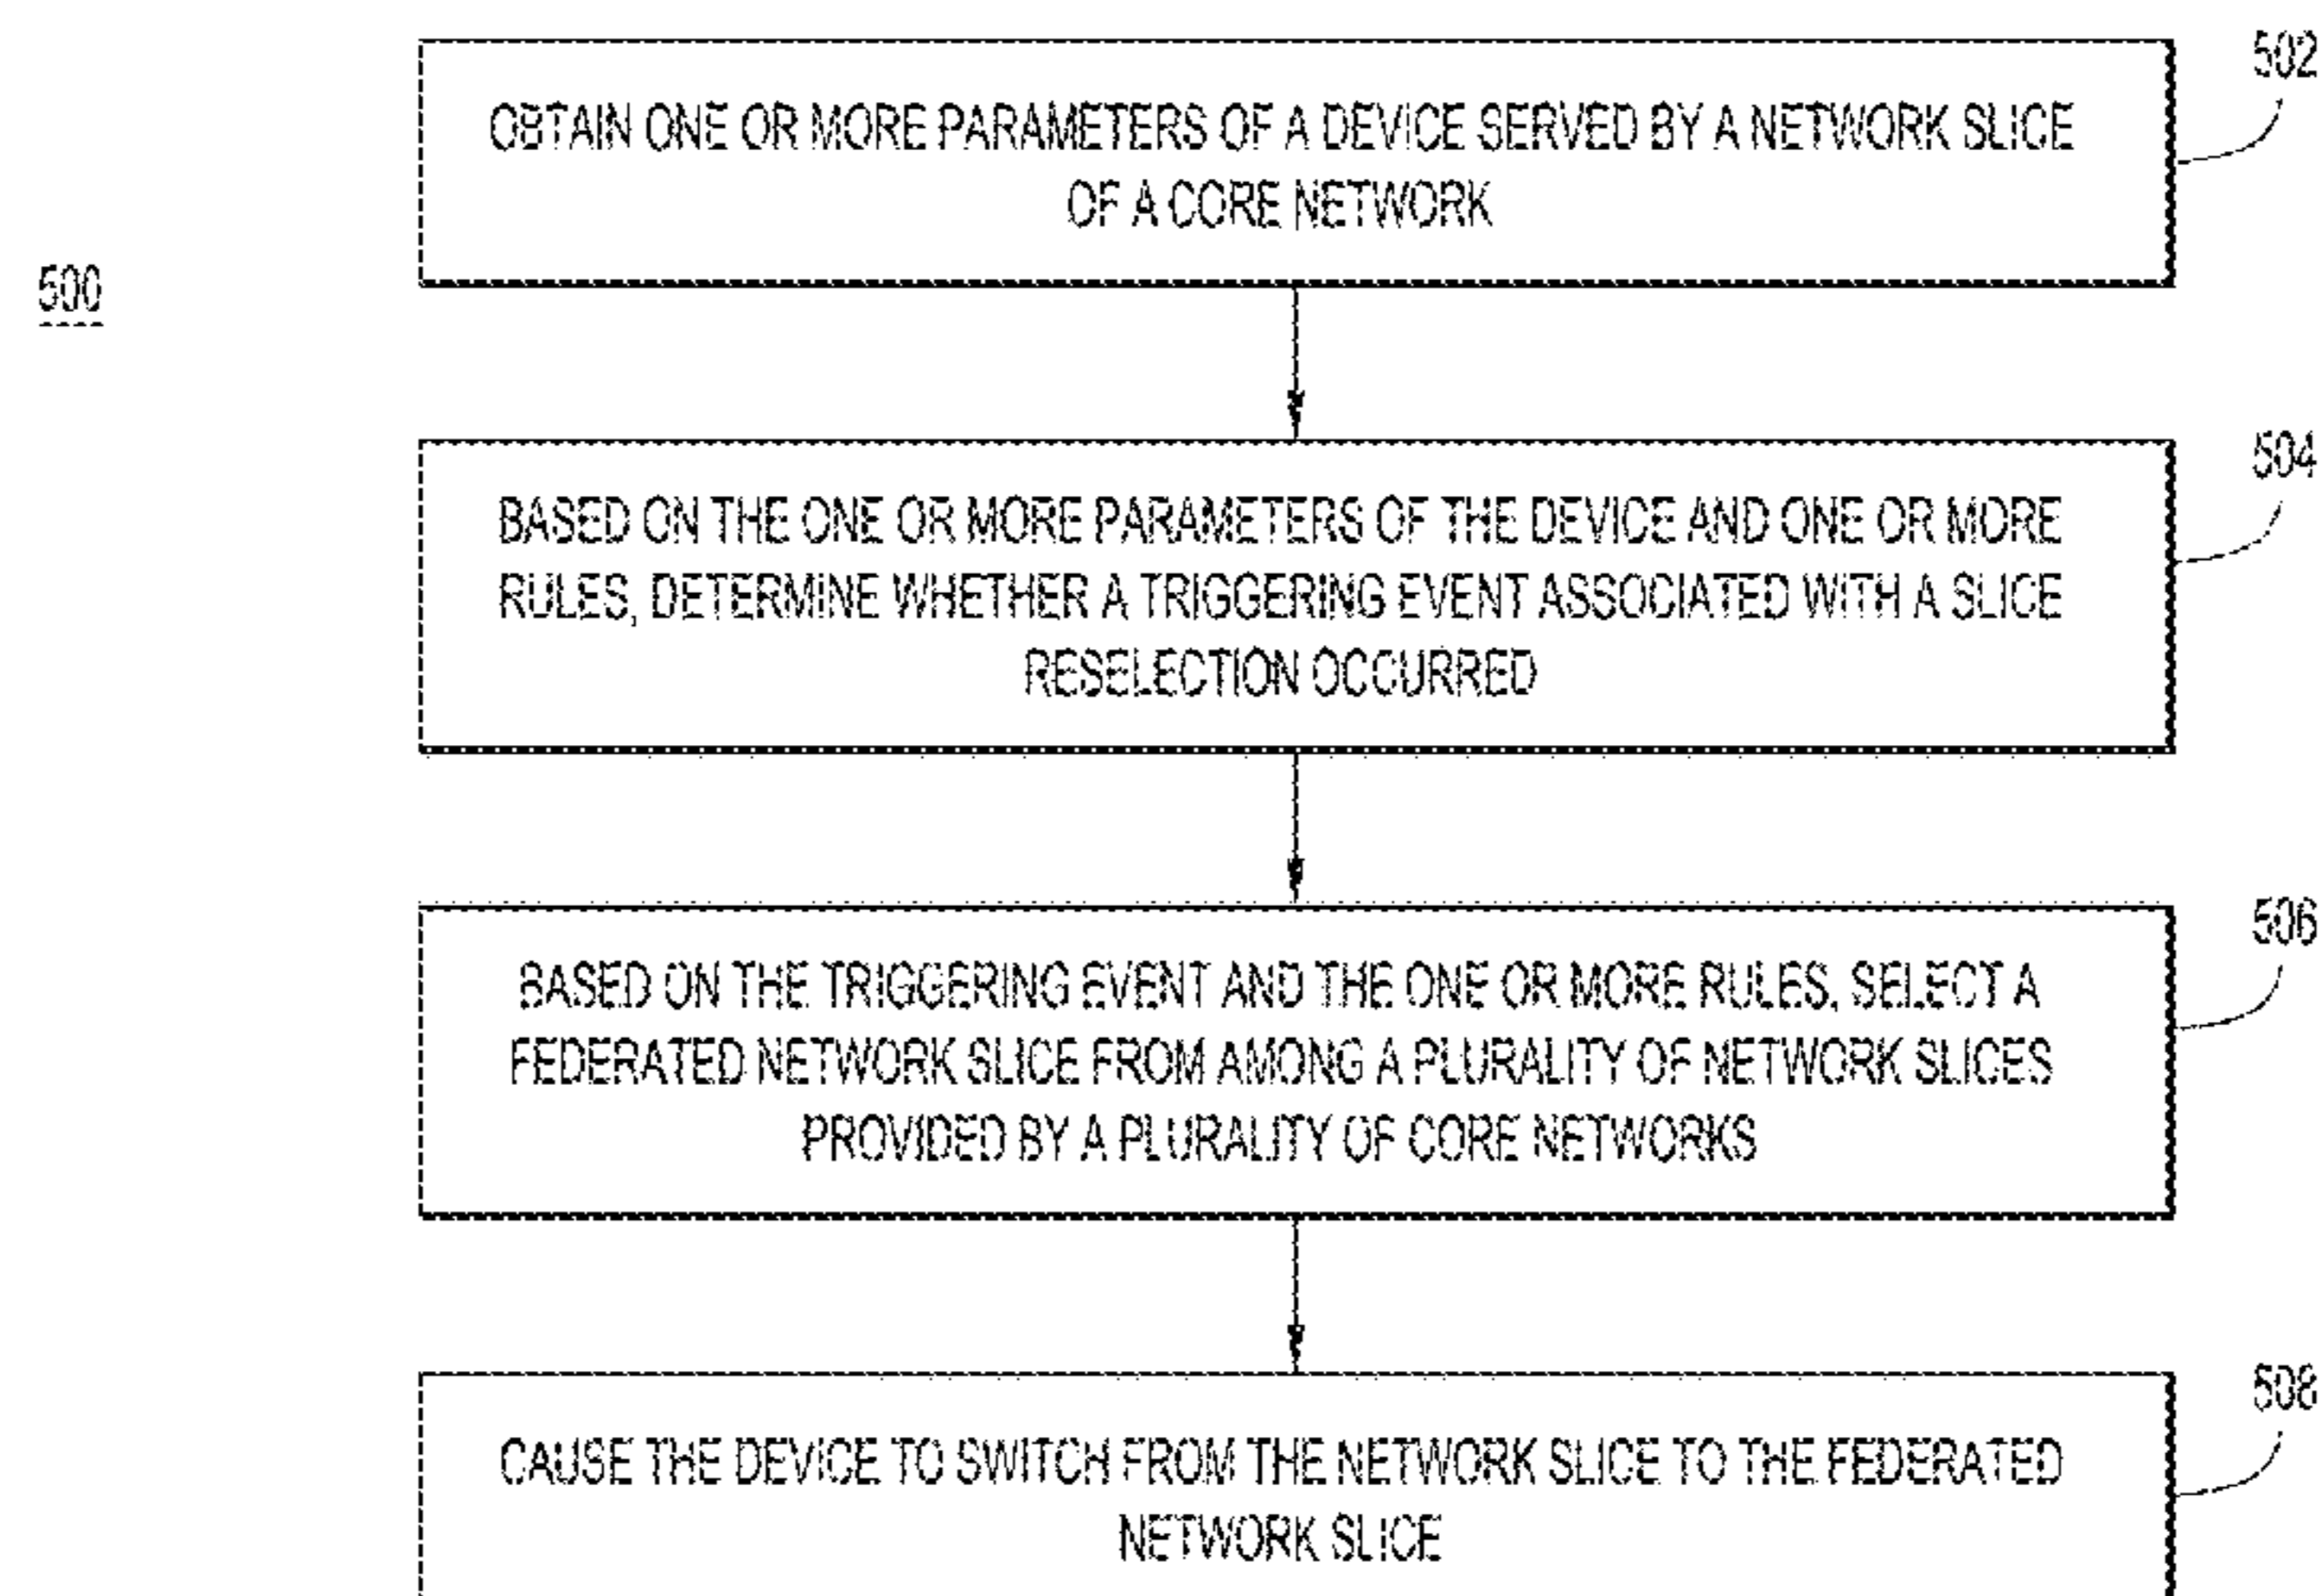 502
OBTAIN ONE OR MORE PARAMETERS OF A DEVICE SERVED BY A NETWORK SLICE
OF A CORE NETWORK
500
504
BASED ON THE ONE OR MORE PARAMETERS OF THE DEVICE AND ONE OR MORE
RULES, DETERMINE WHETHER A TRIGGERING EVENT ASSOCIATED WITH A SLICE
RESELECTION OCCURRED
506
BASED ON THE TRIGGERING EVENT AND THE ONE OR MORE RULES, SELECT A
FEDERATED NETWORK SLICE FROM AMONG A PLURALITY OF NETWORK SLICES
PROVIDED BY A PLURALITY OF CORE NETWORKS
508
CAUSE THE DEVICE TO SWITCH FROM THE NETWORK SLICE TO THE FEDERATED
NETWORK SLICE